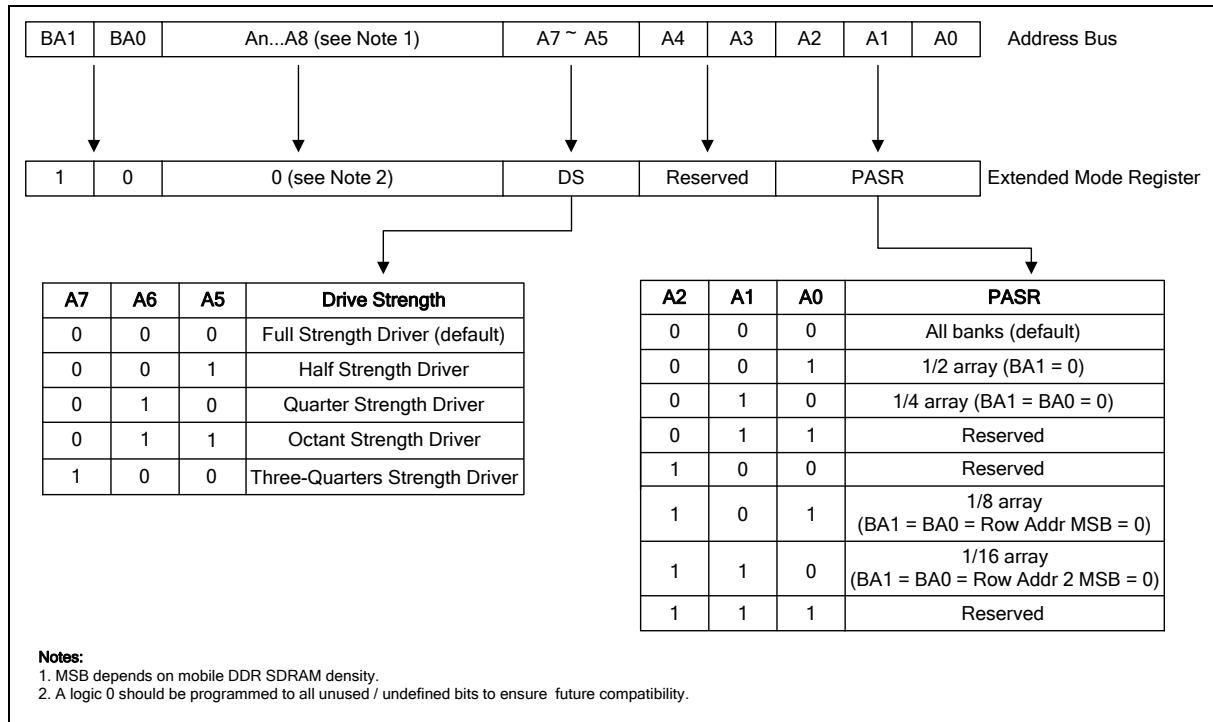 BA1 BA0 An...A8 (see Note 1) A7 ~ A5 A4 A3 A2 A1 A0 Address Bus
1 0 0 (see Note 2) DS Reserved PASR Extended Mode Register
A7 A6 A5 Drive Strength
0 0 0 Full Strength Driver (default)
0 0 1 Half Strength Driver
0 1 0 Quarter Strength Driver
0 1 1 Octant Strength Driver
1 0 0 Three-Quarters Strength Driver
A2 A1 A0 PASR
0 0 0 All banks (default)
0 0 1 1/2 array (BA1 = 0)
0 1 0 1/4 array (BA1 = BA0 = 0)
0 1 1 Reserved
1 0 0 Reserved
1 0 1 1/8 array
(BA1 = BA0 = Row Addr MSB = 0)
1 1 0 1/16 array
(BA1 = BA0 = Row Addr 2 MSB = 0)
1 1 1 Reserved
Notes:
1. MSB depends on mobile DDR SDRAM density.
2. A logic 0 should be programmed to all unused / undefined bits to ensure future compatibility.